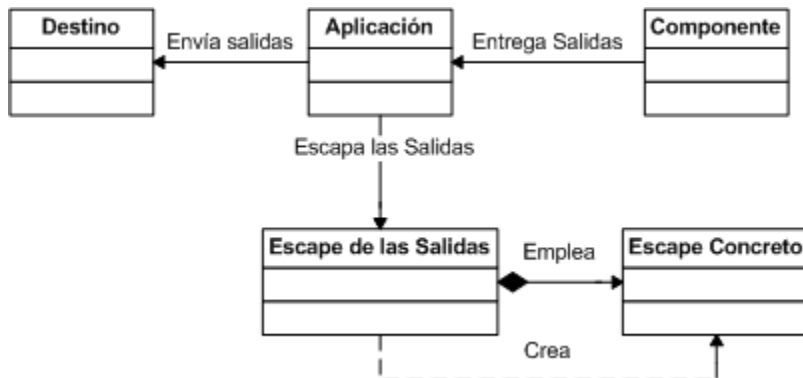 Destino
Envía salidas
Aplicación
Entrega Salidas
Componente
Escapa las Salidas
Escape de las Salidas
Emplea
Escape Concreto
Crea